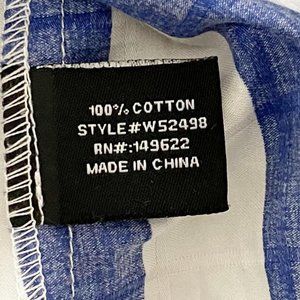 100% COTTON
STYLE#W52498
RN#:149622
MADE IN CHINA